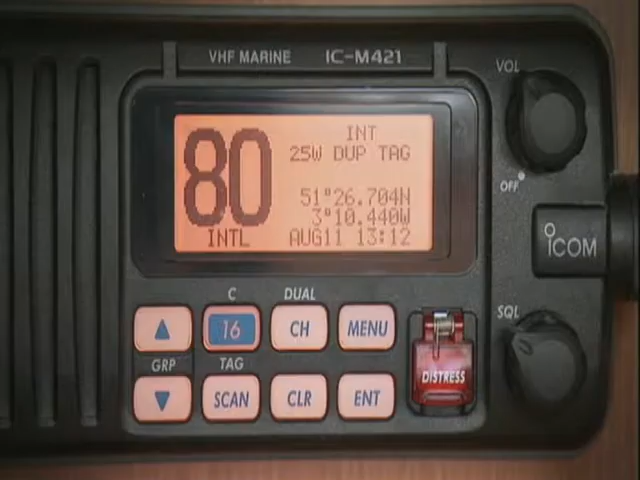 VHF MARINE IC-M421
VOL
80 INT
25W DUP TAG
51°26.704N
3°10.440W
INTL AUG11 13:12
OFF
ICOM
C DUAL
▲ 16 CH MENU
SQL
GRP TAG
▼ SCAN CLR ENT
DISTRESS